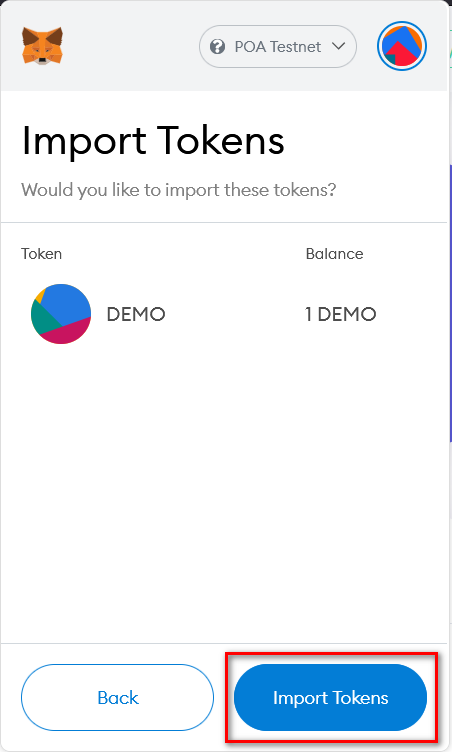 POA Testnet
Import Tokens
Would you like to import these tokens?
Token Balance
DEMO 1 DEMO
Back Import Tokens